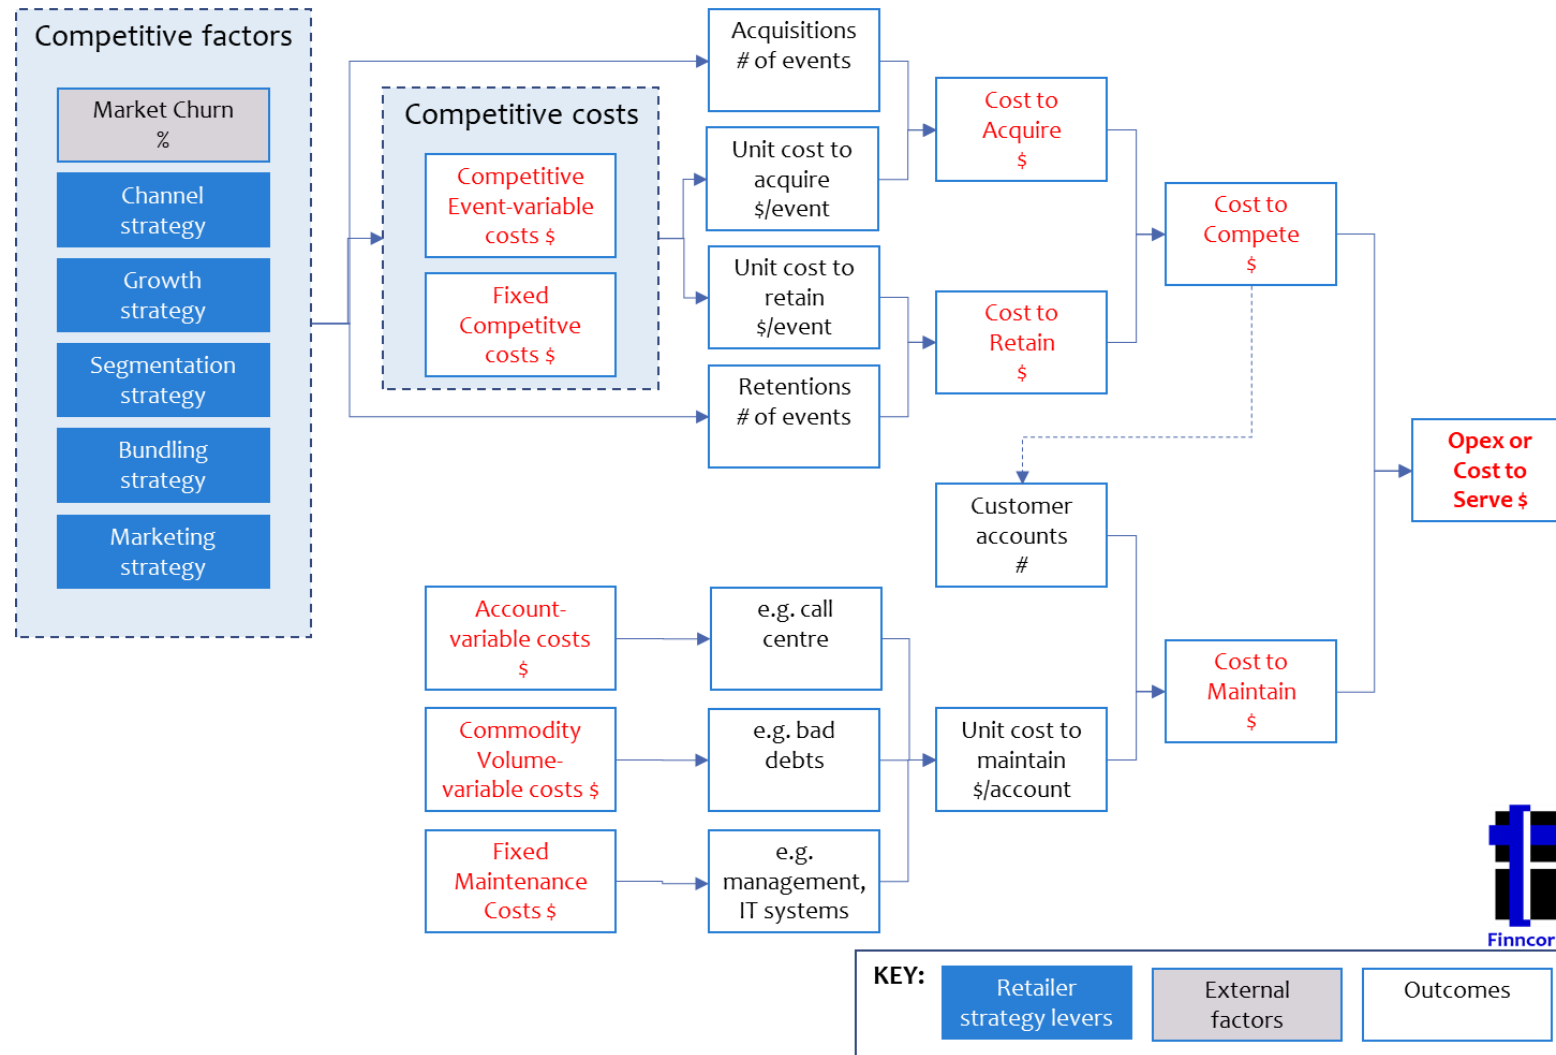 Competitive factors
Market Churn
%
Channel
strategy
Growth
strategy
Segmentation
strategy
Bundling
strategy
Marketing
strategy
Competitive costs
Competitive
Event-variable
costs $
Fixed
Competitve
costs $
Acquisitions
# of events
Unit cost to
acquire
$/event
Unit cost to
retain
$/event
Retentions
# of events
Cost to
Acquire
$
Cost to
Retain
$
Cost to
Compete
$
Customer
accounts
#
Opex or
Cost to
Serve $
Account-
variable costs
$
e.g. call
centre
Commodity
Volume-
variable costs $
e.g. bad
debts
Fixed
Maintenance
Costs $
e.g.
management,
IT systems
Unit cost to
maintain
$/account
Cost to
Maintain
$
Finncor
KEY:
Retailer
strategy levers
External
factors
Outcomes